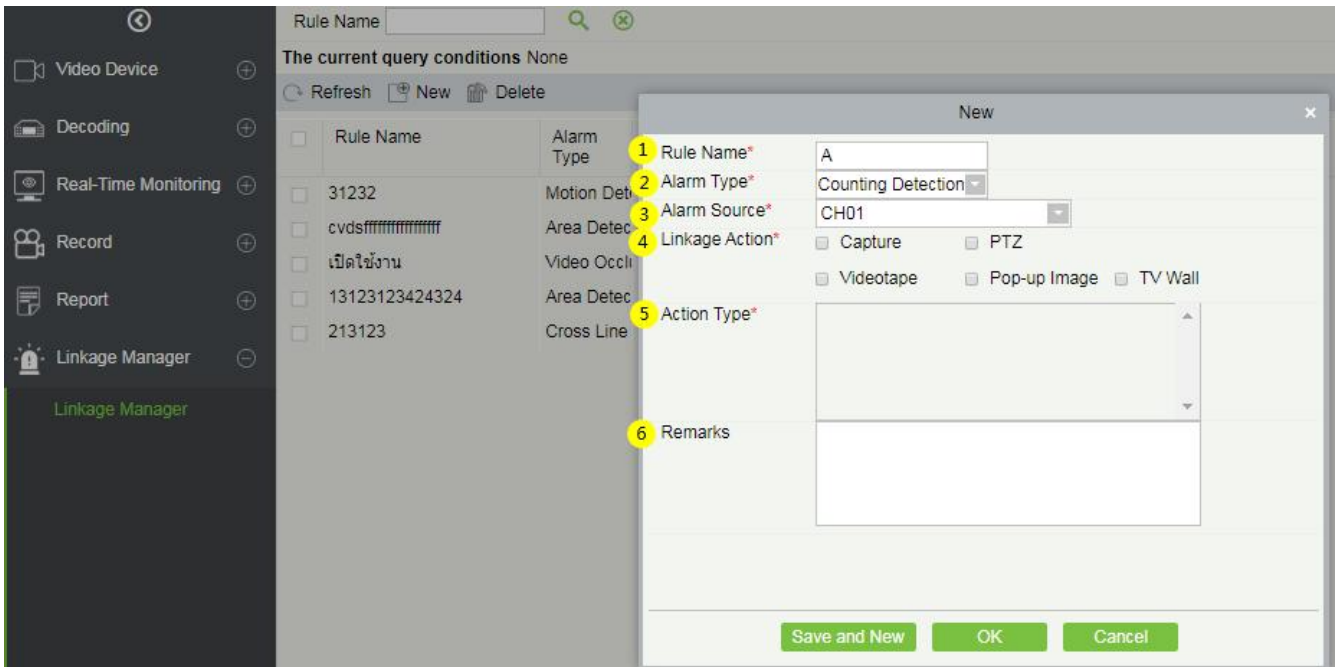 Rule Name
The current query conditions None
Refresh New Delete
Video Device
Decoding
Real-Time Monitoring
Record
Report
Linkage Manager
Linkage Manager
Rule Name Alarm Type
31232 Motion Dete
Area Detec
เปิดใช้งาน Video Occlu
13123123424324 Area Detec
213123 Cross Line
New
1 Rule Name* A
2 Alarm Type* Counting Detection
3 Alarm Source* CH01
4 Linkage Action* Capture PTZ
Videotape Pop-up Image TV Wall
5 Action Type*
6 Remarks
Save and New OK Cancel